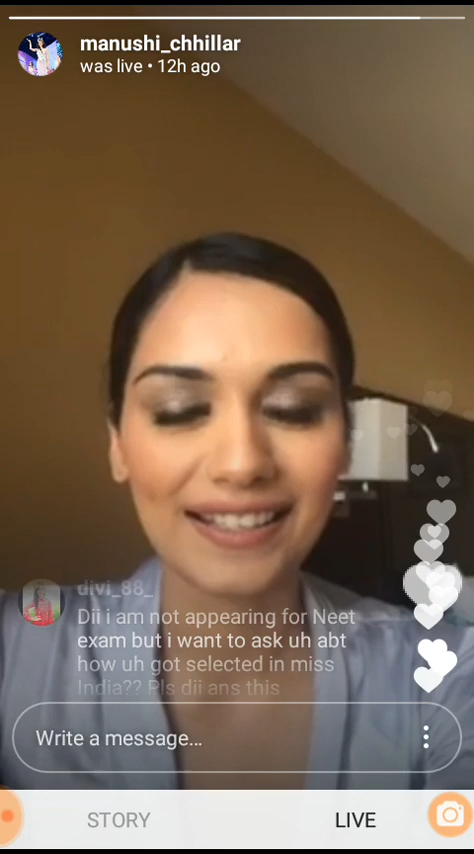 manushi_chhillar
was live • 12h ago
divi_88_
Dii i am not appearing for Neet
exam but i want to ask uh abt
how uh got selected in miss
India?? Pls dii ans this
Write a message...
STORY
LIVE